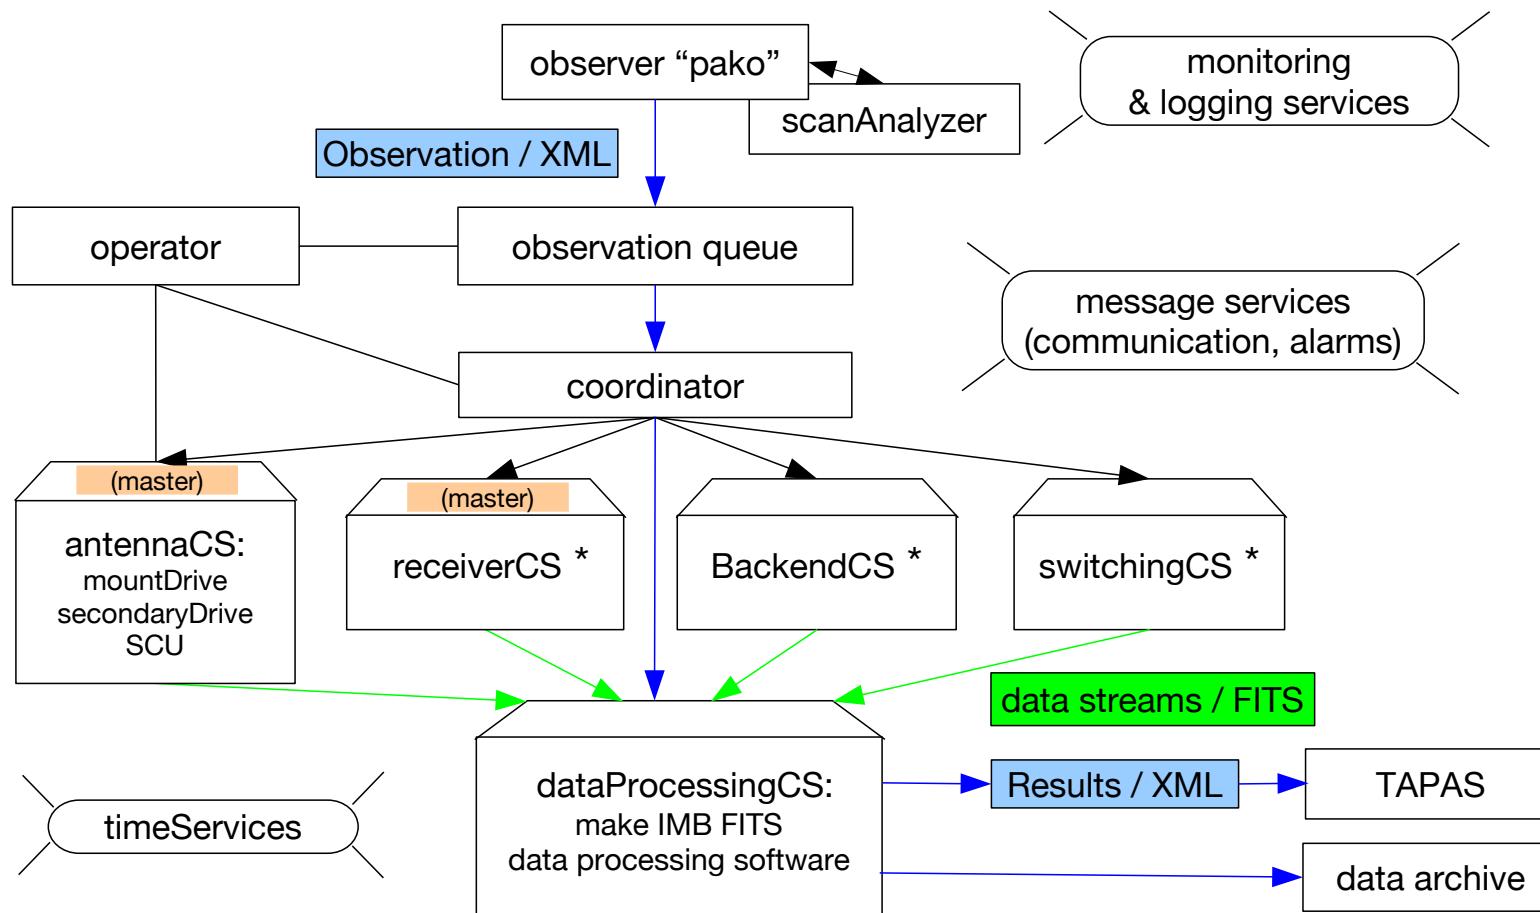 observer “pako”
scanAnalyzer
monitoring
& logging services
Observation / XML
operator
observation queue
message services
(communication, alarms)
coordinator
(master)
antennaCS:
mountDrive
secondaryDrive
SCU
(master)
receiverCS *
BackendCS *
switchingCS *
data streams / FITS
dataProcessingCS:
make IMB FITS
data processing software
Results / XML
TAPAS
timeServices
data archive